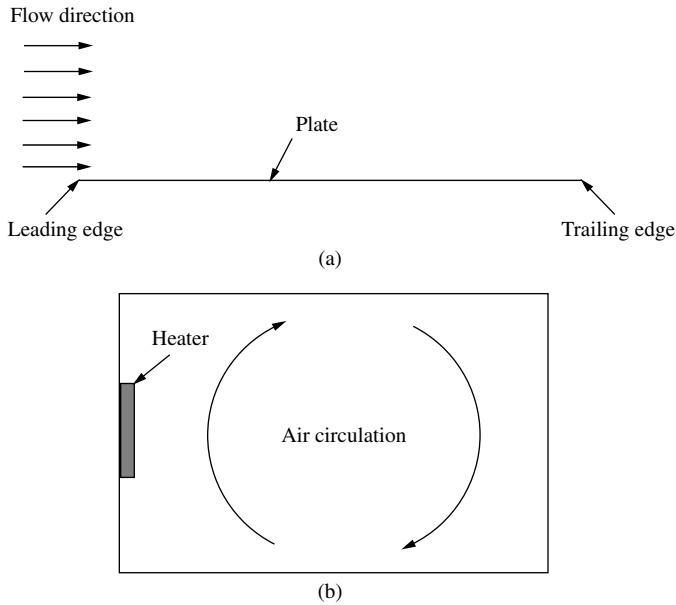 Flow direction
Plate
Leading edge
Trailing edge
(a)
Heater
Air circulation
(b)